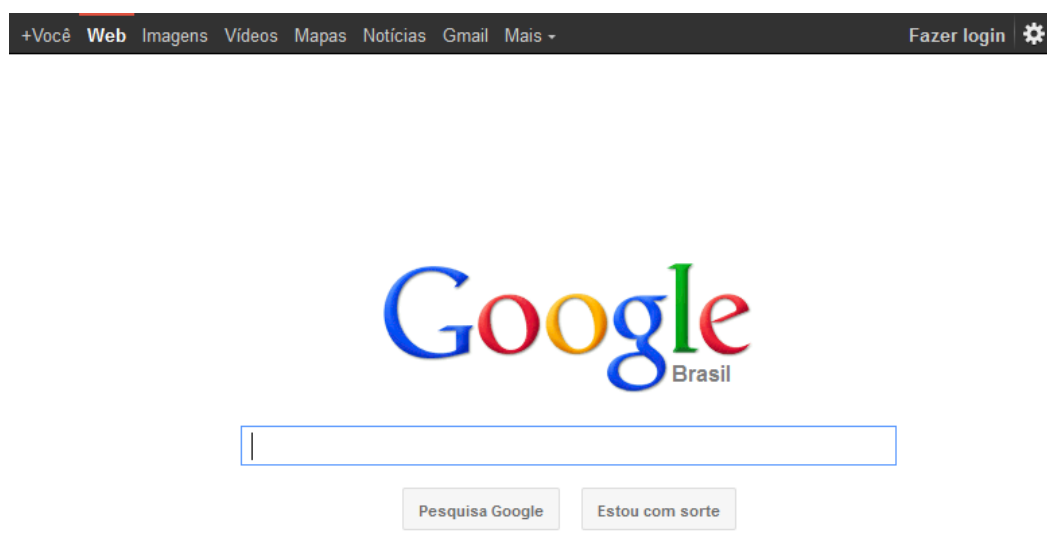 +Você Web Imagens Vídeos Mapas Notícias Gmail Mais Fazer login
Google
Brasil
Pesquisa Google Estou com sorte